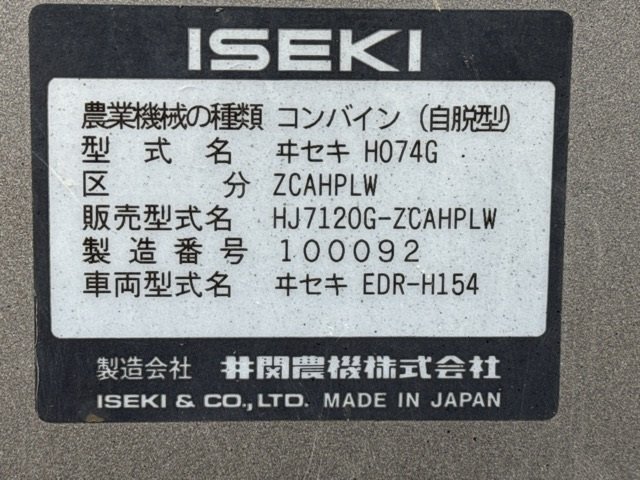 ISEKI
農業機械の種類 コンバイン (自脱型)
型式名 ヰセキ HO74G
区分 ZCAHPLW
販売型式名 HJ7120G-ZCAHPLW
製造番号 100092
車両型式名 ヰセキ EDR-H154
製造会社 井関農機株式会社
ISEKI & CO., LTD. MADE IN JAPAN